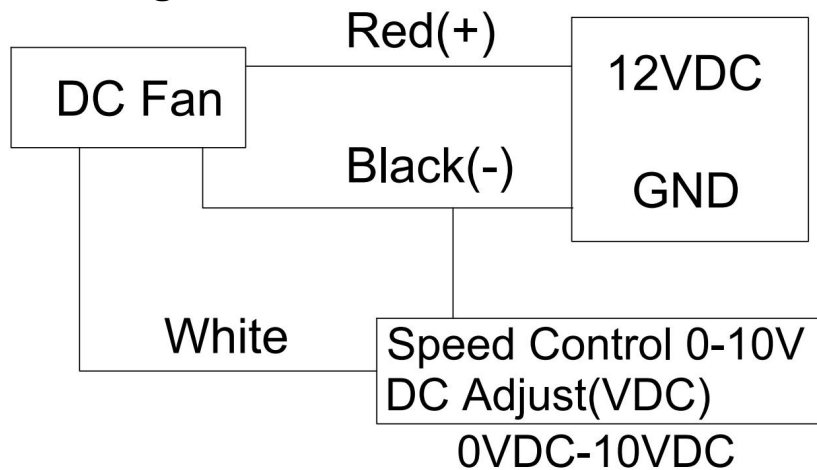 Red(+)
12VDC
DC Fan
Black(-)
GND
White
Speed Control 0-10V
DC Adjust(VDC)
0VDC-10VDC